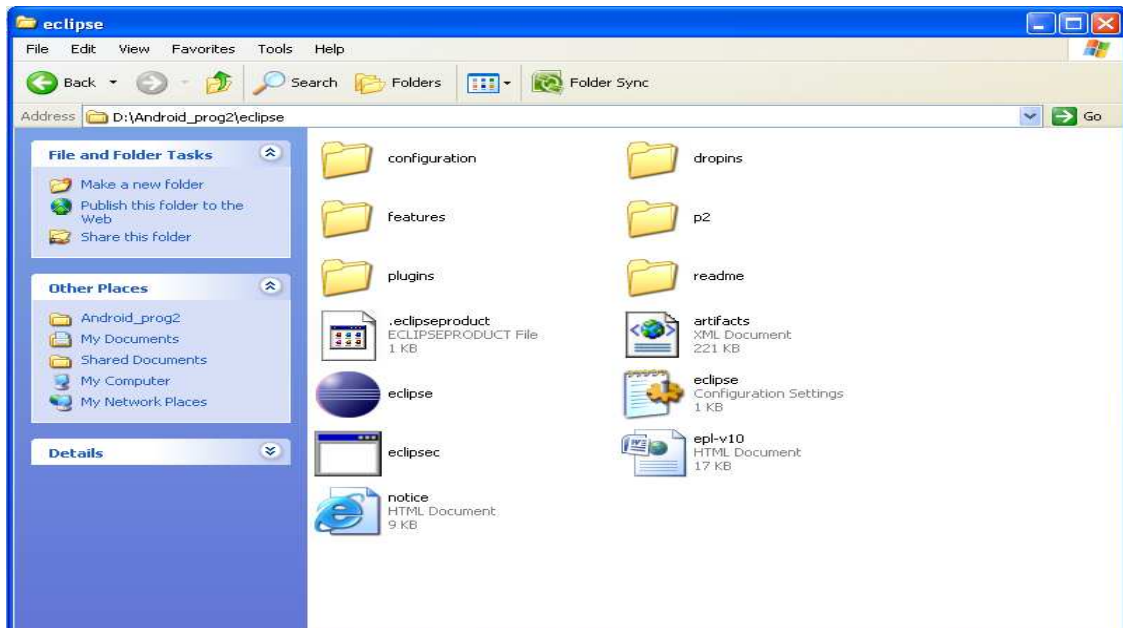 eclipse
File Edit View Favorites Tools Help
Back Search Folders Folder Sync
Address D:\Android_prog2\eclipse Go
File and Folder Tasks
Make a new folder
Publish this folder to the
Web
Share this folder
Other Places
Android_prog2
My Documents
Shared Documents
My Computer
My Network Places
Details
configuration
dropins
features
p2
plugins
readme
.eclipseproduct
ECLIPSEPRODUCT File
1 KB
artifacts
XML Document
221 KB
eclipse
eclipse
Configuration Settings
1 KB
eclipsec
epl-v10
HTML Document
17 KB
notice
HTML Document
9 KB